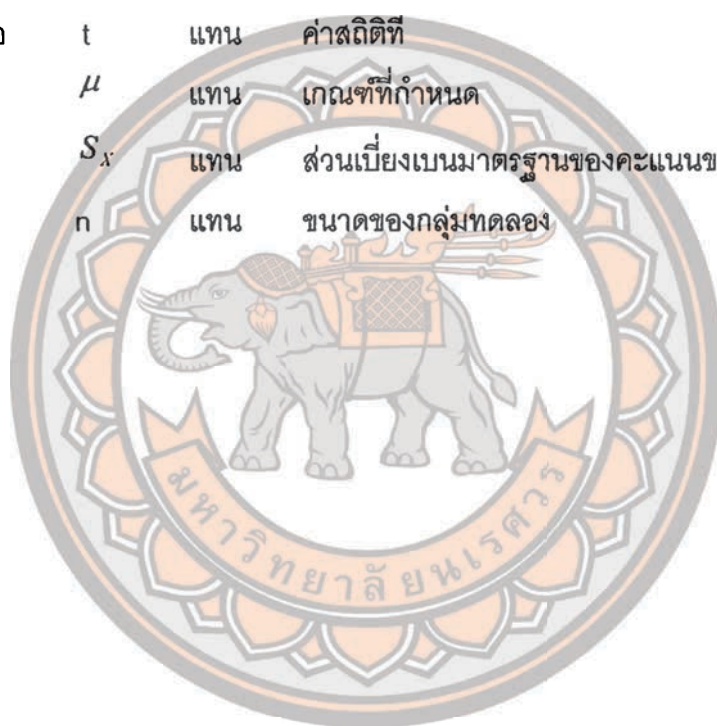 t แทน ค่าสถิติที
μ แทน เกณฑ์ที่กำหนด
Sx แทน ส่วนเบี่ยงเบนมาตรฐานของคะแนนข
n แทน ขนาดของกลุ่มทดลอง
มหาวิทยาลัยนเรศวร